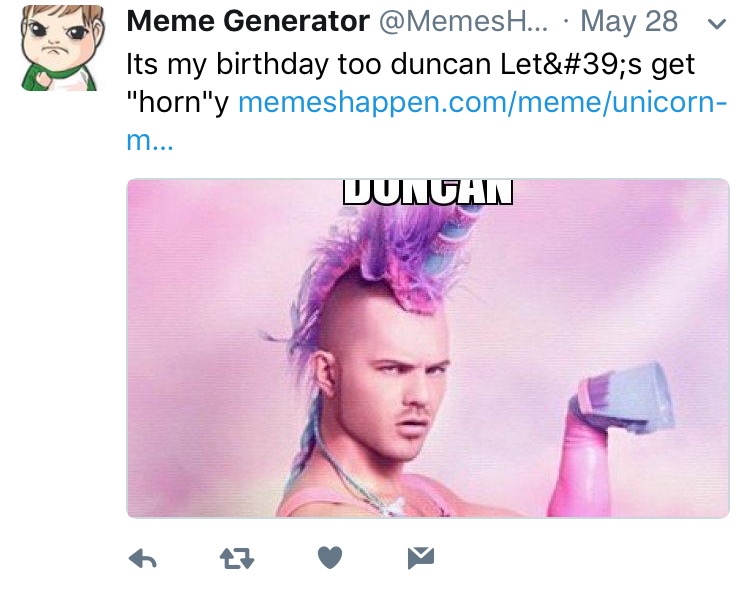 Meme Generator @MemesH... · May 28
Its my birthday too duncan Let&#39;s get
"horn"y memeshappen.com/meme/unicorn-
m...
DUNCAN